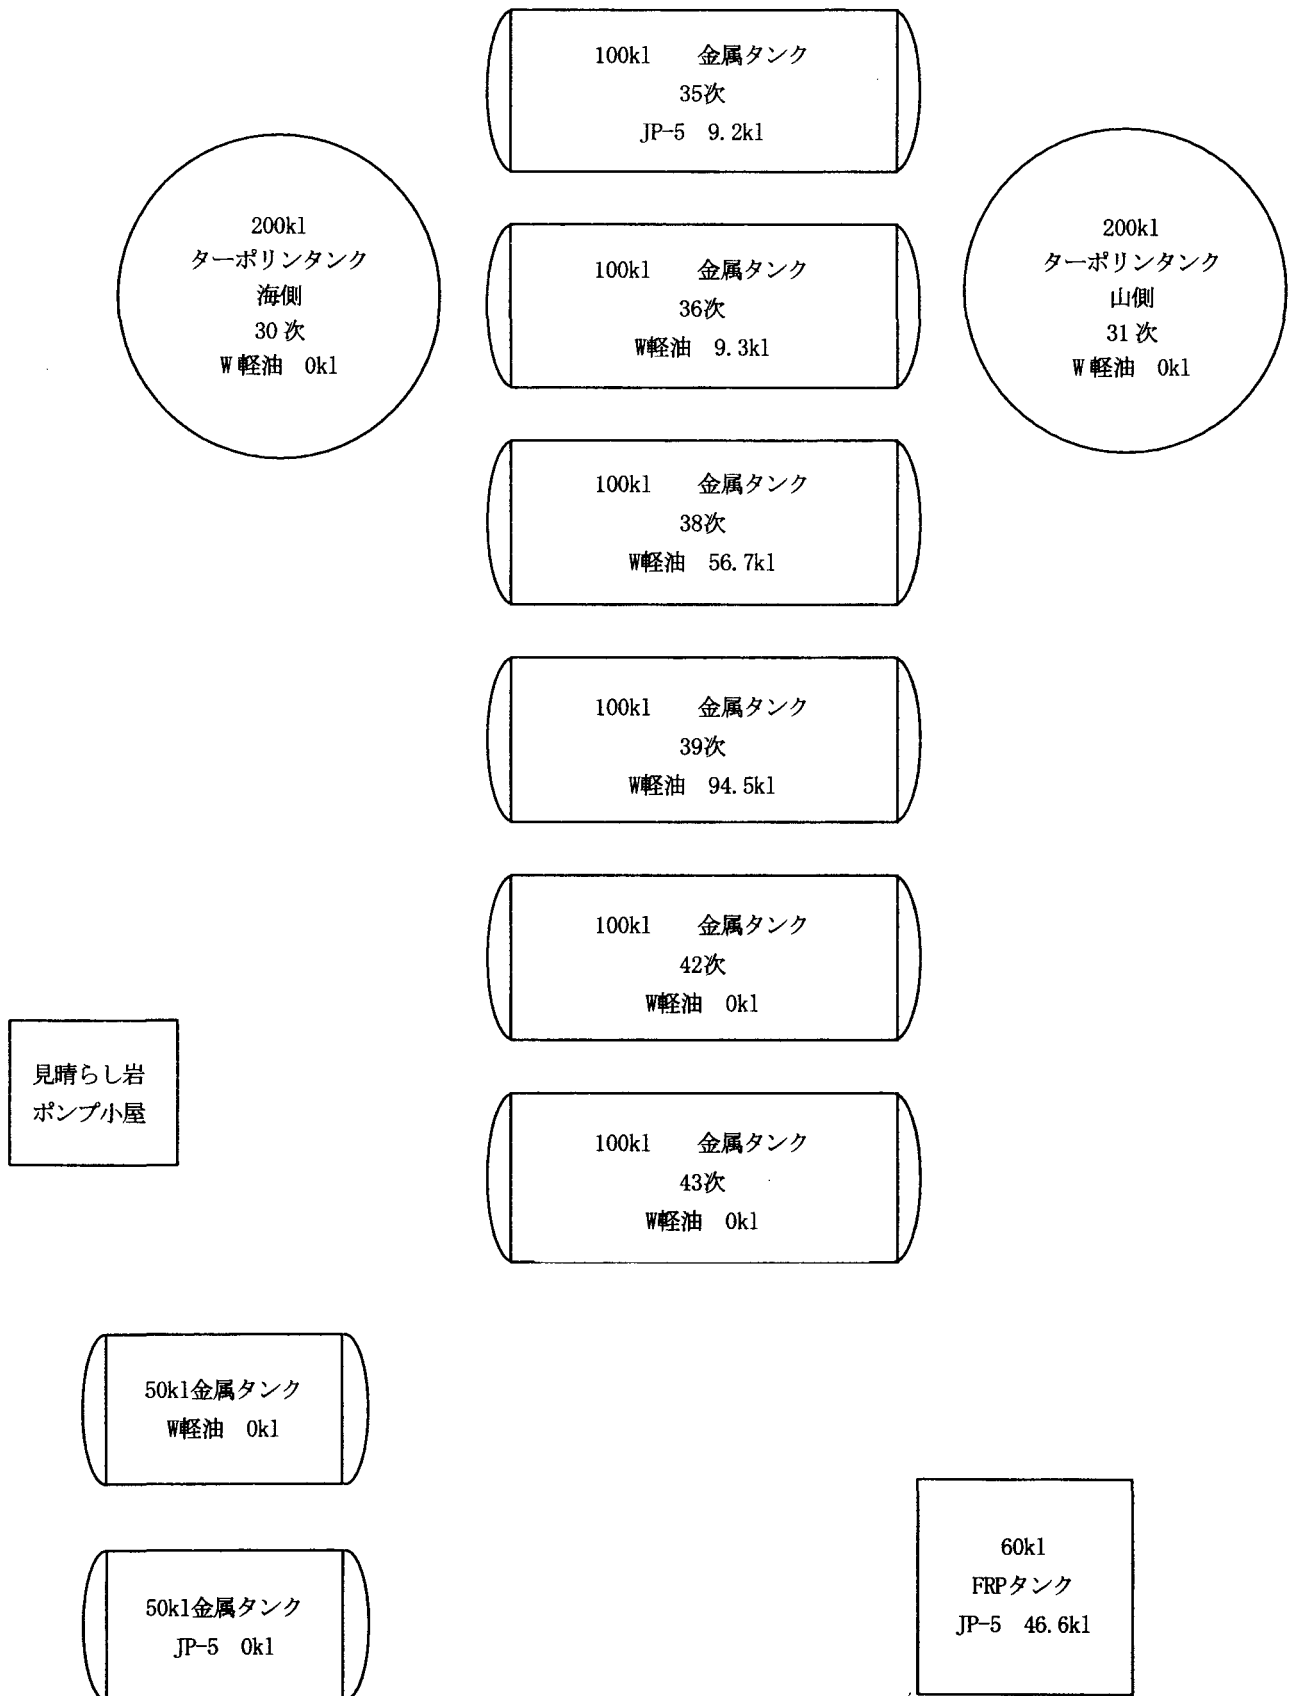 100kl　金属タンク
35次
JP-5　9.2kl
200kl
ターポリンタンク
海側
30次
W軽油　0kl
100kl　金属タンク
36次
W軽油　9.3kl
200kl
ターポリンタンク
山側
31次
W軽油　0kl
100kl　金属タンク
38次
W軽油　56.7kl
100kl　金属タンク
39次
W軽油　94.5kl
100kl　金属タンク
42次
W軽油　0kl
見晴らし岩
ポンプ小屋
100kl　金属タンク
43次
W軽油　0kl
50kl金属タンク
W軽油　0kl
50kl金属タンク
JP-5　0kl
60kl
FRPタンク
JP-5　46.6kl